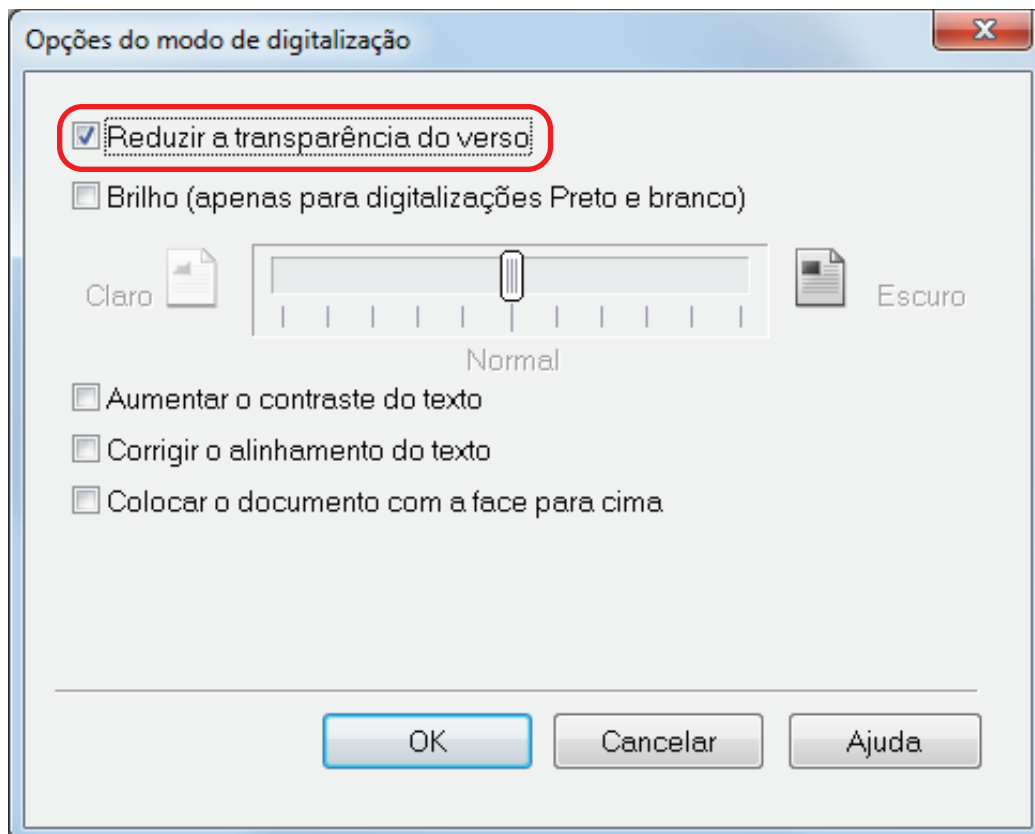 Opções do modo de digitalização
Reduzir a transparência do verso
Brilho (apenas para digitalizações Preto e branco)
Claro Escuro
Normal
Aumentar o contraste do texto
Corrigir o alinhamento do texto
Colocar o documento com a face para cima
OK Cancelar Ajuda